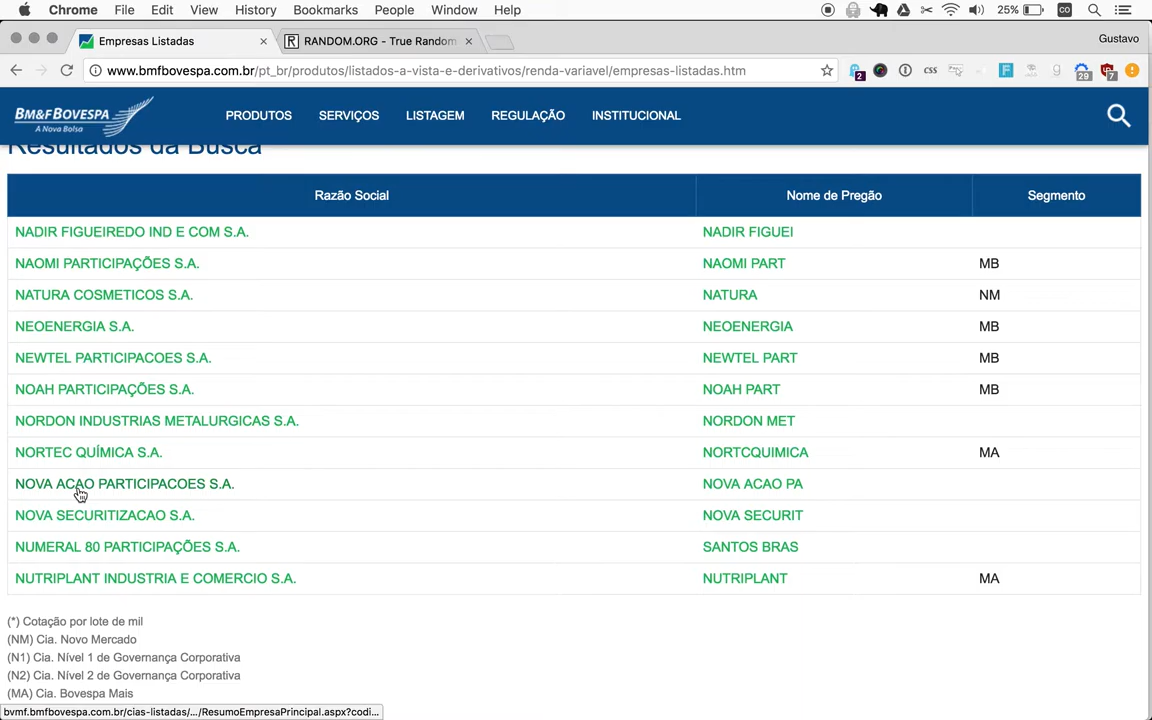 Chrome File Edit View History Bookmarks People Window Help 25%
Empresas Listadas
RANDOM.ORG - True Random
Gustavo
www.bmfbovespa.com.br/pt_br/produtos/listados-a-vista-e-derivativos/renda-variavel/empresas-listadas.htm
BM&FBOVESPA
A Nova Bolsa
PRODUTOS SERVIÇOS LISTAGEM REGULAÇÃO INSTITUCIONAL
Resultados da Busca
Razão Social Nome de Pregão Segmento
NADIR FIGUEIREDO IND E COM S.A. NADIR FIGUEI
NAOMI PARTICIPAÇÕES S.A. NAOMI PART MB
NATURA COSMETICOS S.A. NATURA NM
NEOENERGIA S.A. NEOENERGIA MB
NEWTEL PARTICIPACOES S.A. NEWTEL PART MB
NOAH PARTICIPAÇÕES S.A. NOAH PART MB
NORDON INDUSTRIAS METALURGICAS S.A. NORDON MET
NORTEC QUÍMICA S.A. NORTCQUIMICA MA
NOVA ACAO PARTICIPACOES S.A. NOVA ACAO PA
NOVA SECURITIZACAO S.A. NOVA SECURIT
NUMERAL 80 PARTICIPAÇÕES S.A. SANTOS BRAS
NUTRIPLANT INDUSTRIA E COMERCIO S.A. NUTRIPLANT MA
(*) Cotação por lote de mil
(NM) Cia. Novo Mercado
(N1) Cia. Nível 1 de Governança Corporativa
(N2) Cia. Nível 2 de Governança Corporativa
(MA) Cia. Bovespa Mais
bvmf.bmfbovespa.com.br/cias-listadas/.../ResumoEmpresaPrincipal.aspx?codi...